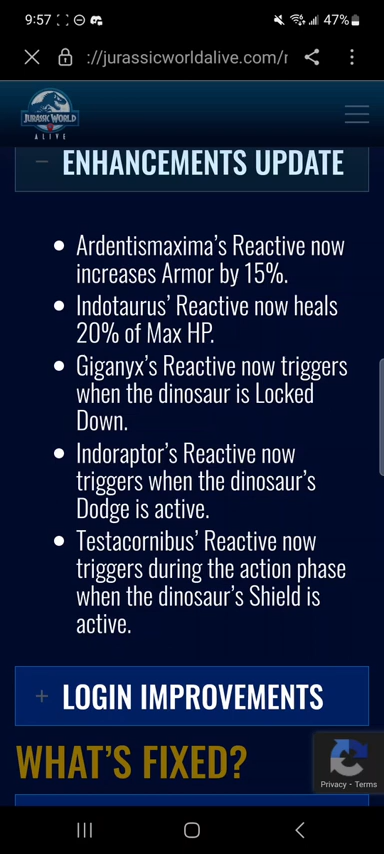 9:57
47%
://jurassicworldalive.com/r
JURASSIC WORLD
ALIVE
− ENHANCEMENTS UPDATE
• Ardentismaxima's Reactive now
increases Armor by 15%.
• Indotaurus' Reactive now heals
20% of Max HP.
• Giganyx's Reactive now triggers
when the dinosaur is Locked
Down.
• Indoraptor's Reactive now
triggers when the dinosaur's
Dodge is active.
• Testacornibus' Reactive now
triggers during the action phase
when the dinosaur's Shield is
active.
+ LOGIN IMPROVEMENTS
WHAT'S FIXED?
Privacy - Terms